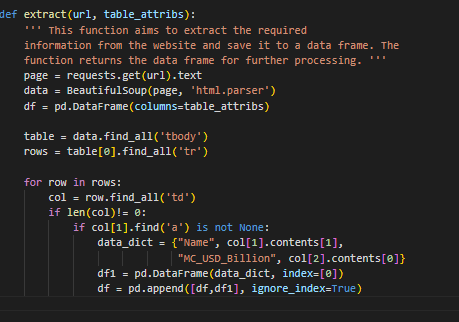 def extract(url, table_attribs):
    ''' This function aims to extract the required
    information from the website and save it to a data frame. The
    function returns the data frame for further processing. '''
    page = requests.get(url).text
    data = BeautifulSoup(page, 'html.parser')
    df = pd.DataFrame(columns=table_attribs)

    table = data.find_all('tbody')
    rows = table[0].find_all('tr')

    for row in rows:
        col = row.find_all('td')
        if len(col)!= 0:
            if col[1].find('a') is not None:
                data_dict = {"Name", col[1].contents[1],
                             "MC_USD_Billion", col[2].contents[0]}
                df1 = pd.DataFrame(data_dict, index=[0])
                df = pd.append([df,df1], ignore_index=True)